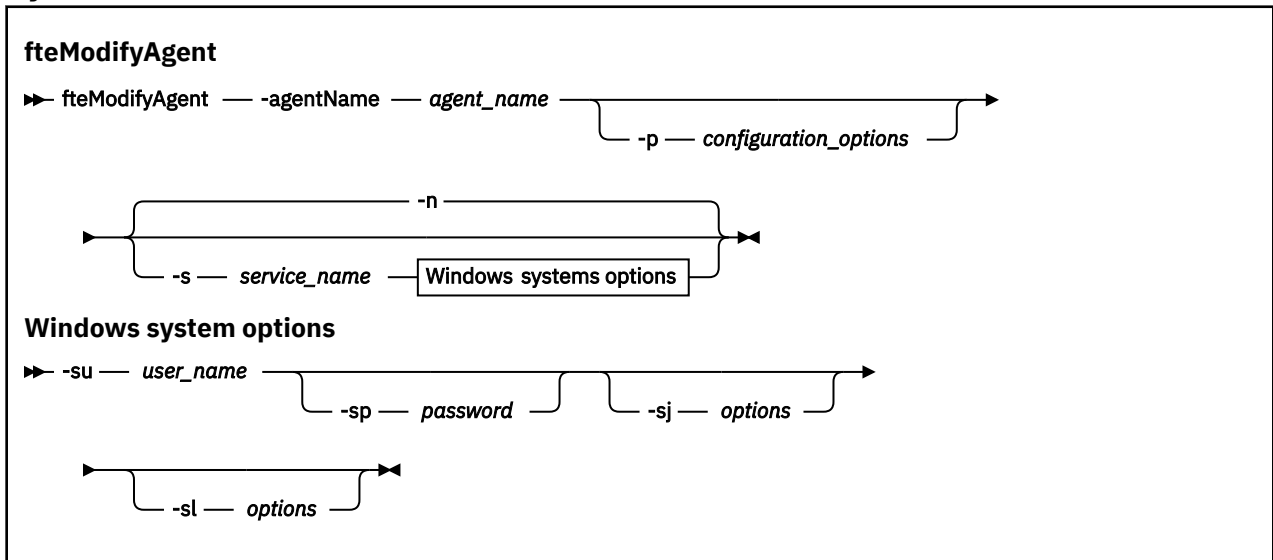 fteModifyAgent
fteModifyAgent -agentName agent_name
-p configuration_options
-n
-s service_name Windows systems options
Windows system options
-su user_name
-sp password -sj options
-sl options